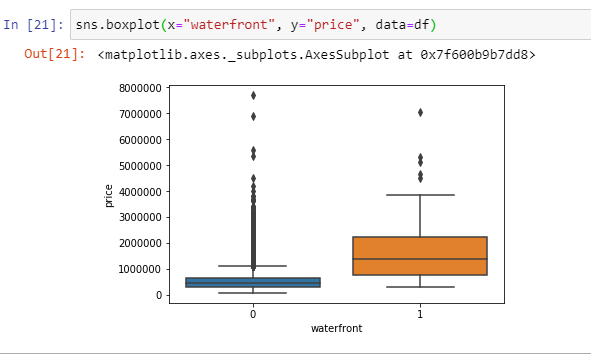 In [21]: sns.boxplot(x="waterfront", y="price", data=df)
Out[21]: <matplotlib.axes._subplots.AxesSubplot at 0x7f600b9b7dd8>
8000000
7000000
6000000
5000000
4000000
3000000
2000000
1000000
0
price
0 1
waterfront